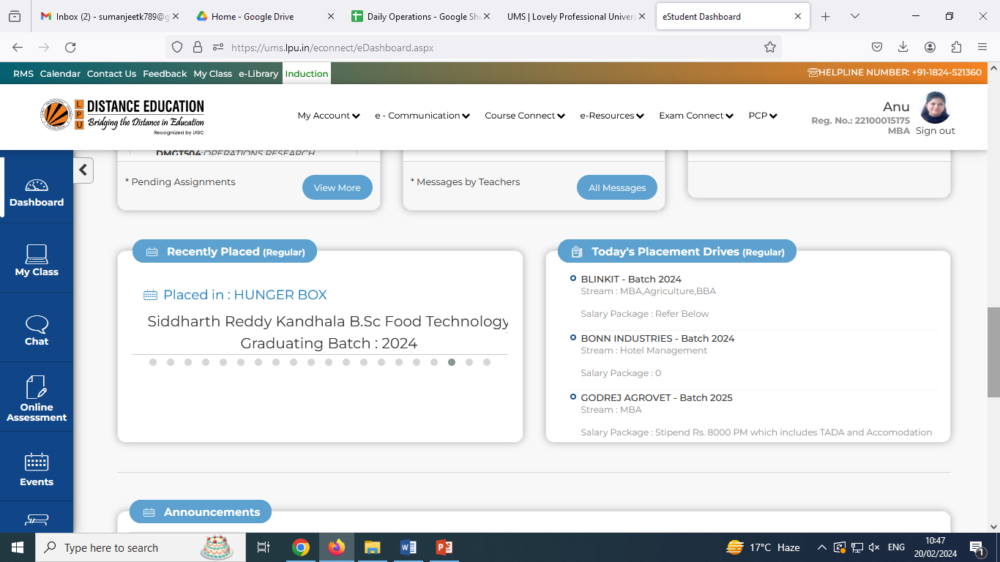 Inbox (2) - sumanjeetk789@g
Home - Google Drive
Daily Operations - Google She
UMS | Lovely Professional Univers
eStudent Dashboard
https://ums.lpu.in/econnect/eDashboard.aspx
RMS Calendar Contact Us Feedback My Class e-Library Induction
HELPLINE NUMBER: +91-1824-521360
LPU
DISTANCE EDUCATION
Bridging the Distance in Education
Recognized by UGC
My Account e - Communication Course Connect e-Resources Exam Connect PCP
Anu
Reg. No.: 22100015175
MBA
Sign out
Dashboard
My Class
Chat
Online
Assessment
Events
DMGT504:OPERATIONS RESEARCH
* Pending Assignments
View More
* Messages by Teachers
All Messages
Recently Placed (Regular)
Placed in : HUNGER BOX
Siddharth Reddy Kandhala B.Sc Food Technology
Graduating Batch : 2024
Today's Placement Drives (Regular)
BLINKIT - Batch 2024
Stream : MBA,Agriculture,BBA
Salary Package : Refer Below
BONN INDUSTRIES - Batch 2024
Stream : Hotel Management
Salary Package : 0
GODREJ AGROVET - Batch 2025
Stream : MBA
Salary Package : Stipend Rs. 8000 PM which includes TADA and Accomodation
Announcements
Type here to search
17°C Haze
ENG
10:47
20/02/2024
1